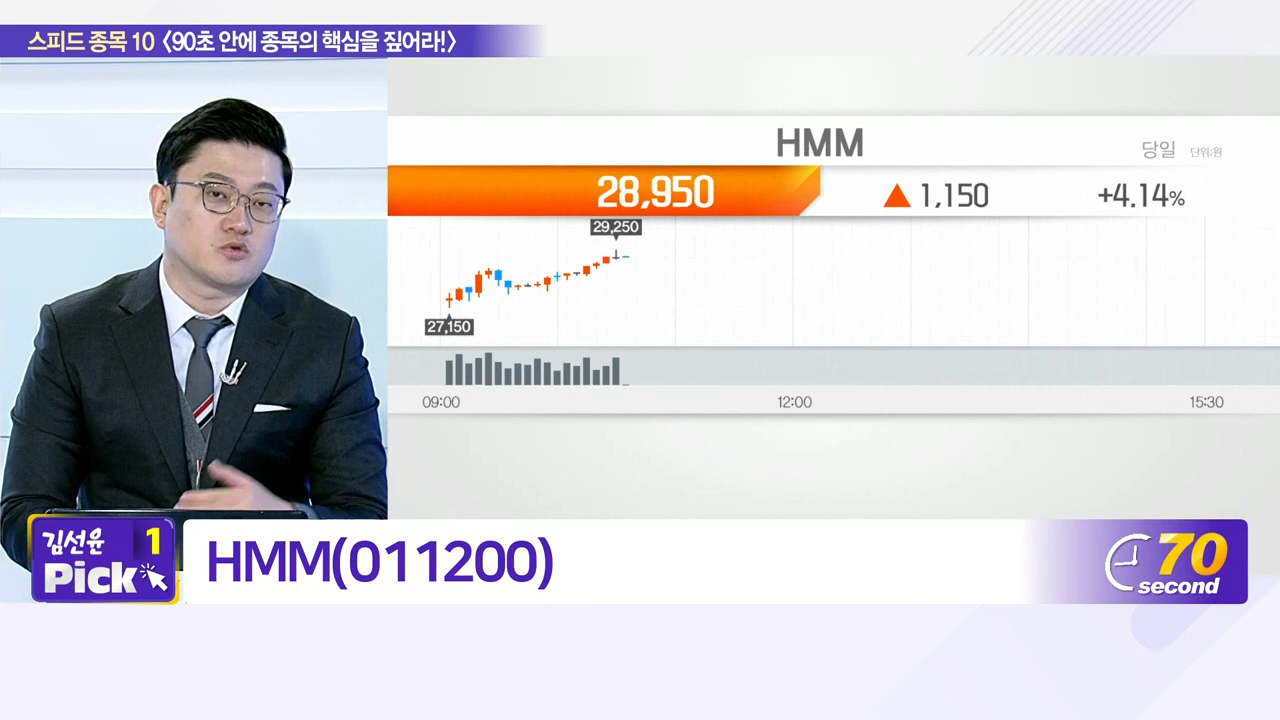 스피드 종목 10 <90초 안에 종목의 핵심을 짚어라!>
HMM
당일 단위:원
28,950 ▲ 1,150 +4.14%
29,250
27,150
09:00 12:00 15:30
김선윤 1
Pick
HMM(011200)
70
second